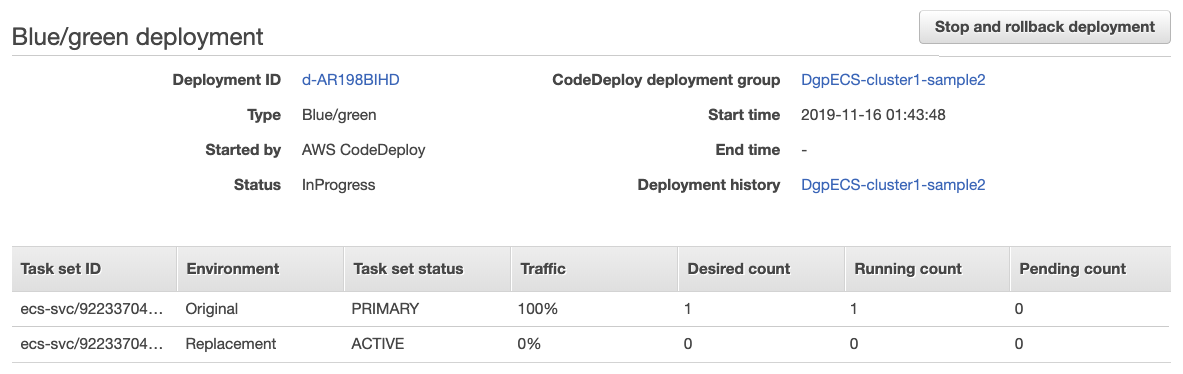 Blue/green deployment
Stop and rollback deployment
Deployment ID d-AR198BIHD CodeDeploy deployment group DgpECS-cluster1-sample2
Type Blue/green Start time 2019-11-16 01:43:48
Started by AWS CodeDeploy End time -
Status InProgress Deployment history DgpECS-cluster1-sample2
Task set ID Environment Task set status Traffic Desired count Running count Pending count
ecs-svc/92233704... Original PRIMARY 100% 1 1 0
ecs-svc/92233704... Replacement ACTIVE 0% 0 0 0